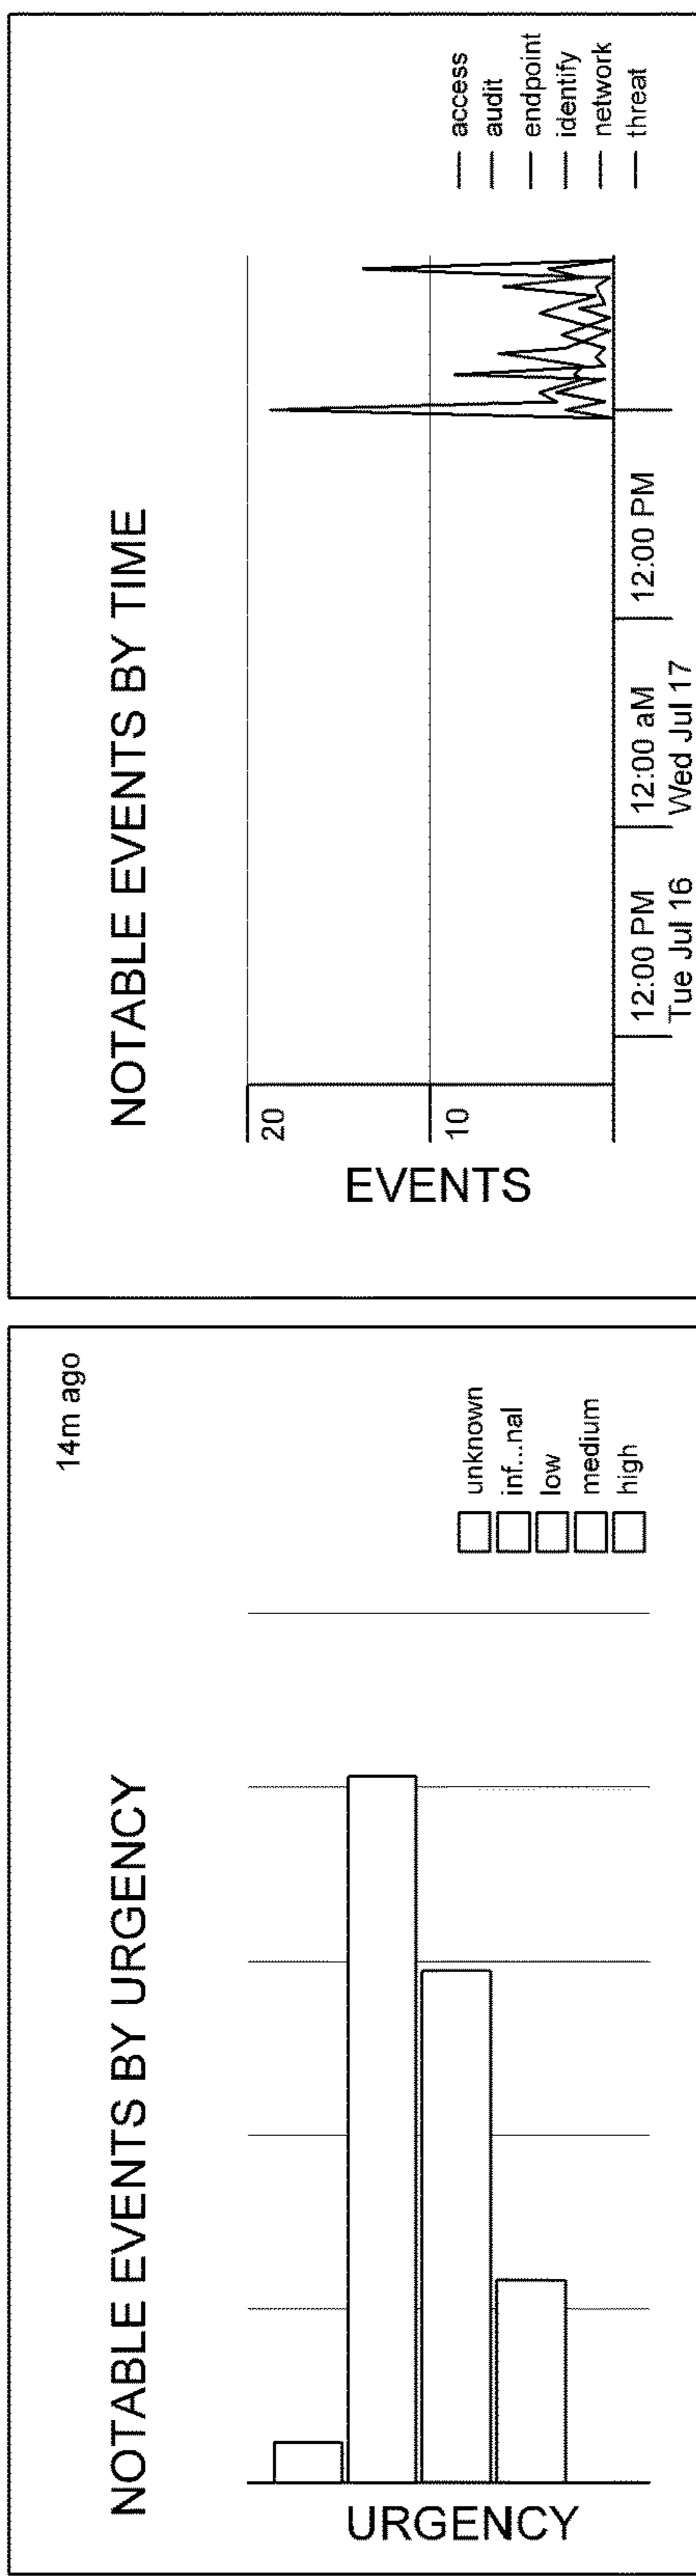 NOTABLE EVENTS BY URGENCY
14m ago
URGENCY
unknown
inf...nal
low
medium
high
NOTABLE EVENTS BY TIME
EVENTS
20
10
12:00 PM
Tue Jul 16
12:00 aM
Wed Jul 17
12:00 PM
access
audit
endpoint
identify
network
threat